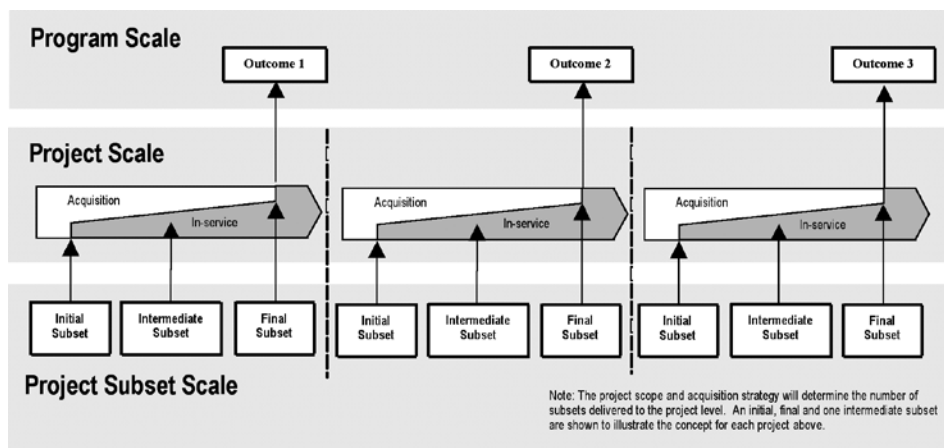 Program Scale
Outcome 1
Outcome 2
Outcome 3
Project Scale
Acquisition
In-service
Acquisition
In-service
Acquisition
In-service
Initial
Subset
Intermediate
Subset
Final
Subset
Initial
Subset
Intermediate
Subset
Final
Subset
Initial
Subset
Intermediate
Subset
Final
Subset
Project Subset Scale
Note: The project scope and acquisition strategy will determine the number of
subsets delivered to the project level. An initial, final and one intermediate subset
are shown to illustrate the concept for each project above.